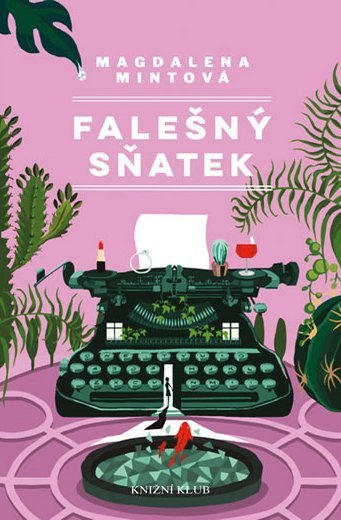 MAGDALENA
MINTOVÁ
FALEŠNÝ
SŇATEK
KNIŽNÍ KLUB